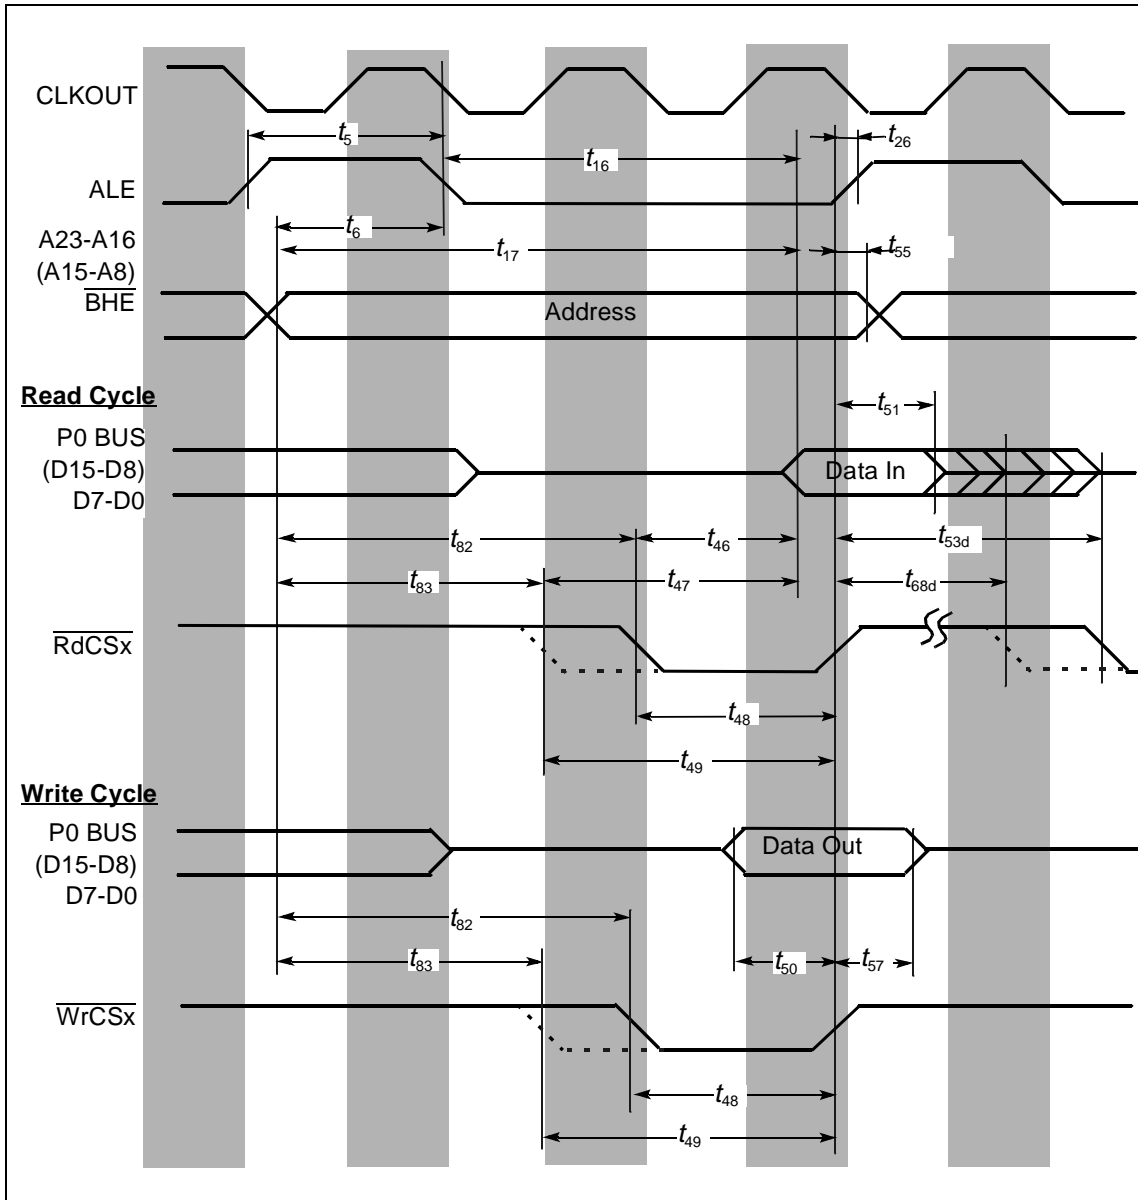 CLKOUT
t5
t26
t16
ALE
t6
A23-A16
t17
t55
(A15-A8)
BHE
Address
Read Cycle
t51
P0 BUS
(D15-D8)
Data In
D7-D0
t82
t46
t53d
t83
t47
t68d
RdCSx
t48
t49
Write Cycle
P0 BUS
(D15-D8)
Data Out
D7-D0
t82
t83
t50
t57
WrCSx
t48
t49